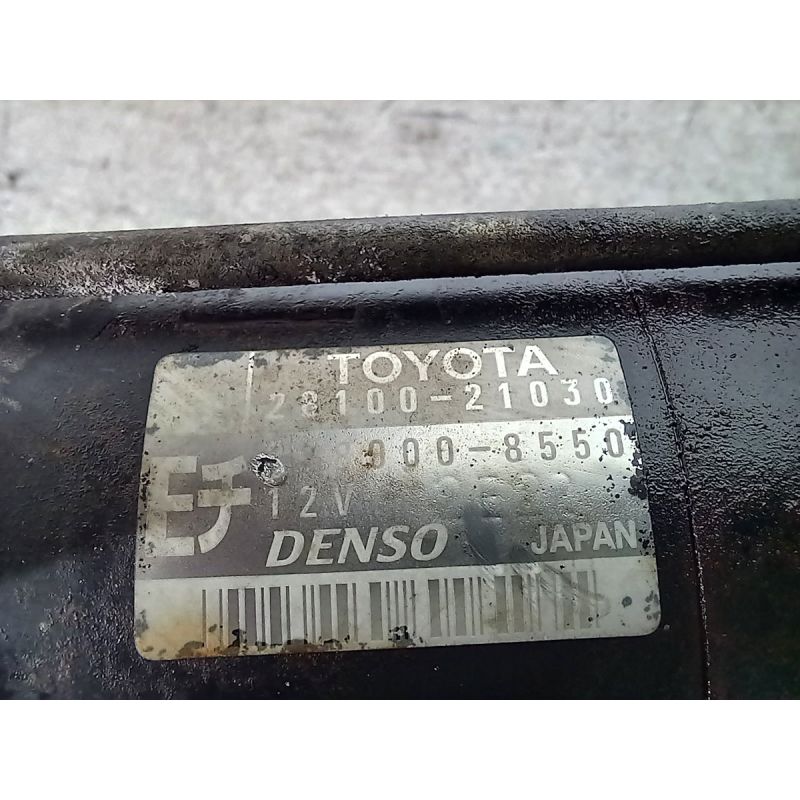 TOYOTA
28100-21030
000-8550
Eチ
12V
DENSO JAPAN